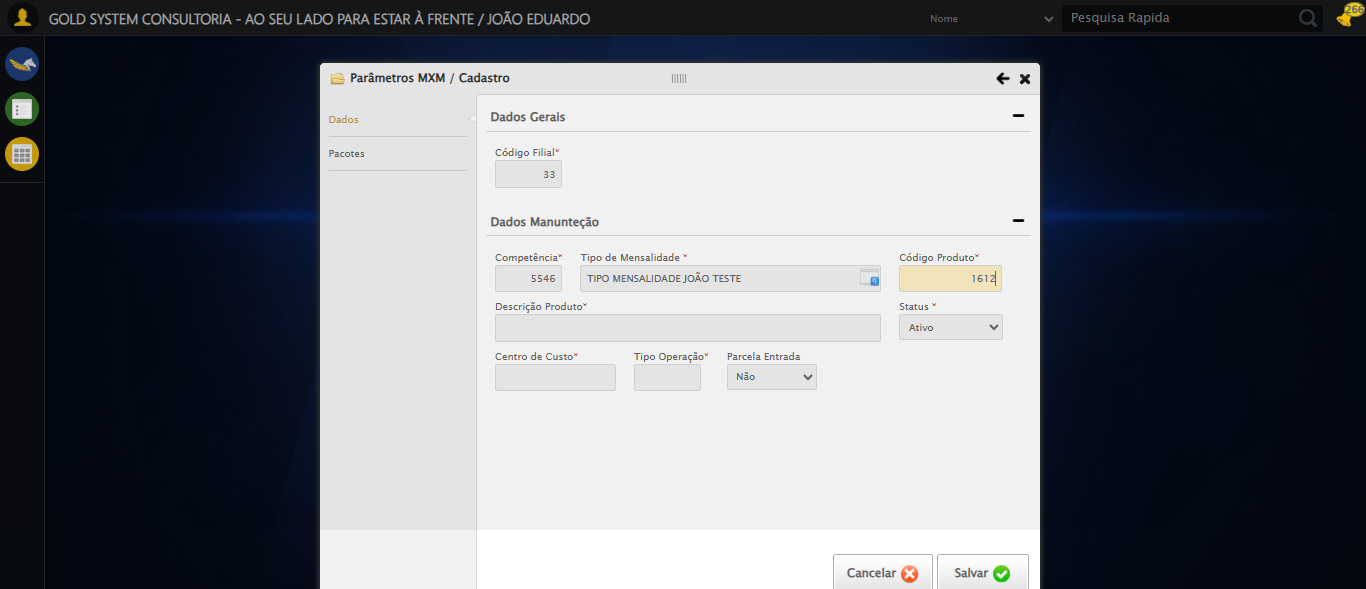 GOLD SYSTEM CONSULTORIA - AO SEU LADO PARA ESTAR À FRENTE / JOÃO EDUARDO
Nome
Pesquisa Rapida
266
Parâmetros MXM / Cadastro
Dados
Pacotes
Dados Gerais
Código Filial*
33
Dados Manunteção
Competência* Tipo de Mensalidade * Código Produto*
5546 TIPO MENSALIDADE JOÃO TESTE 1612
Descrição Produto* Status *
Ativo
Centro de Custo* Tipo Operação* Parcela Entrada
Não
Cancelar Salvar